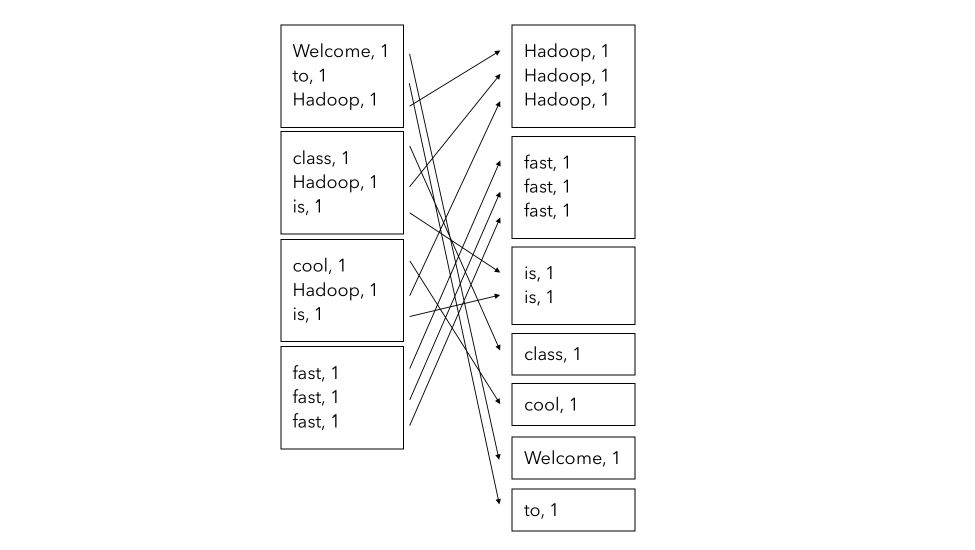 Welcome, 1
to, 1
Hadoop, 1
class, 1
Hadoop, 1
is, 1
cool, 1
Hadoop, 1
is, 1
fast, 1
fast, 1
fast, 1
Hadoop, 1
Hadoop, 1
Hadoop, 1
fast, 1
fast, 1
fast, 1
is, 1
is, 1
class, 1
cool, 1
Welcome, 1
to, 1